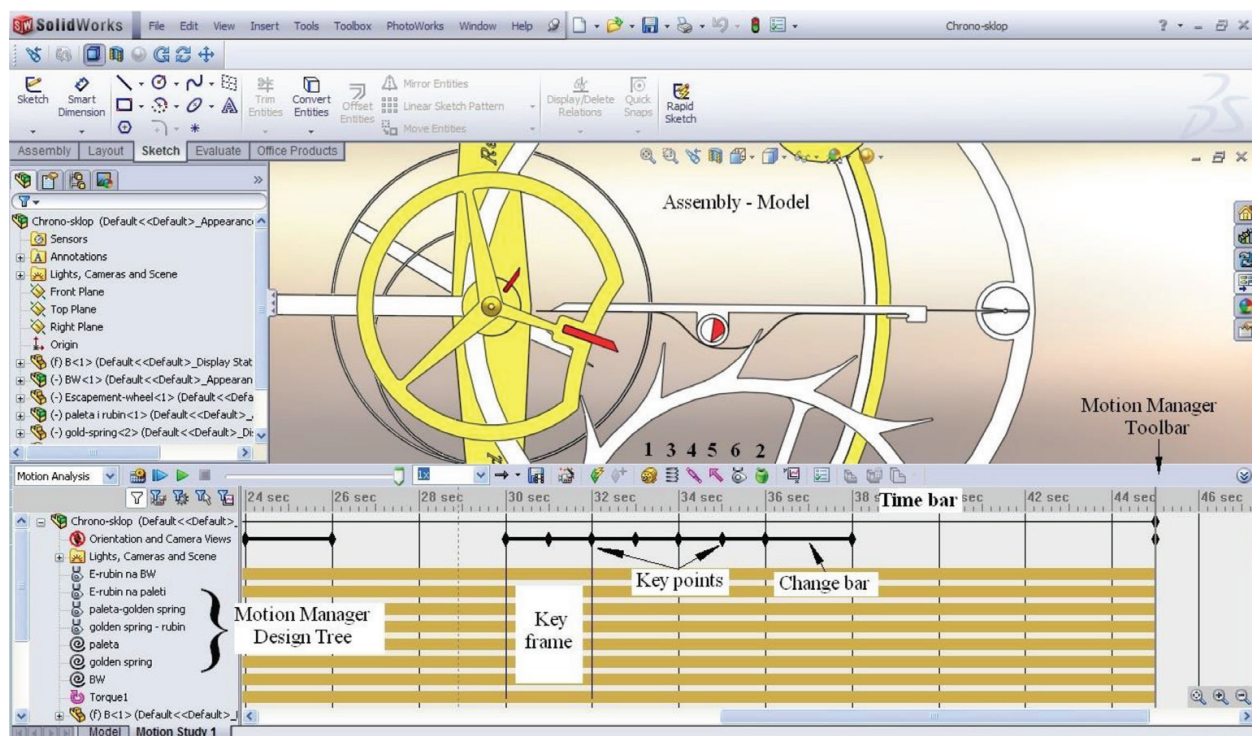 SolidWorks File Edit View Insert Tools Toolbox PhotoWorks Window Help Chrono-sklop ?
Sketch Smart Dimension Trim Entities Convert Entities Offset Entities Mirror Entities Linear Sketch Pattern Move Entities Display/Delete Relations Quick Snaps Rapid Sketch
Assembly Layout Sketch Evaluate Office Products
Assembly - Model
Chrono-sklop (Default<<Default>_Appearanc
Sensors
Annotations
Lights, Cameras and Scene
Front Plane
Top Plane
Right Plane
Origin
(f) B<1> (Default<<Default>_Display Stat
(-) BW<1> (Default<<Default>_Appearan
(-) Escapement-wheel<1> (Default<<Defa
(-) paleta i rubin<1> (Default<<Default>_
(-) gold-spring<2> (Default<<Default>_Di
Motion Manager
Toolbar
1 3 4 5 6 2
Motion Analysis 1x
24 sec 26 sec 28 sec 30 sec 32 sec 34 sec 36 sec 38 Time bar sec 42 sec 44 sec 46 sec
Chrono-sklop (Default<<Default>_
Orientation and Camera Views
Lights, Cameras and Scene
E-rubin na BW
E-rubin na paleti
paleta-golden spring
golden spring - rubin
paleta
golden spring
BW
Torque1
(f) B<1> (Default<<Default>_
Motion Manager
Design Tree
Key
frame
Key points
Change bar
Model Motion Study 1